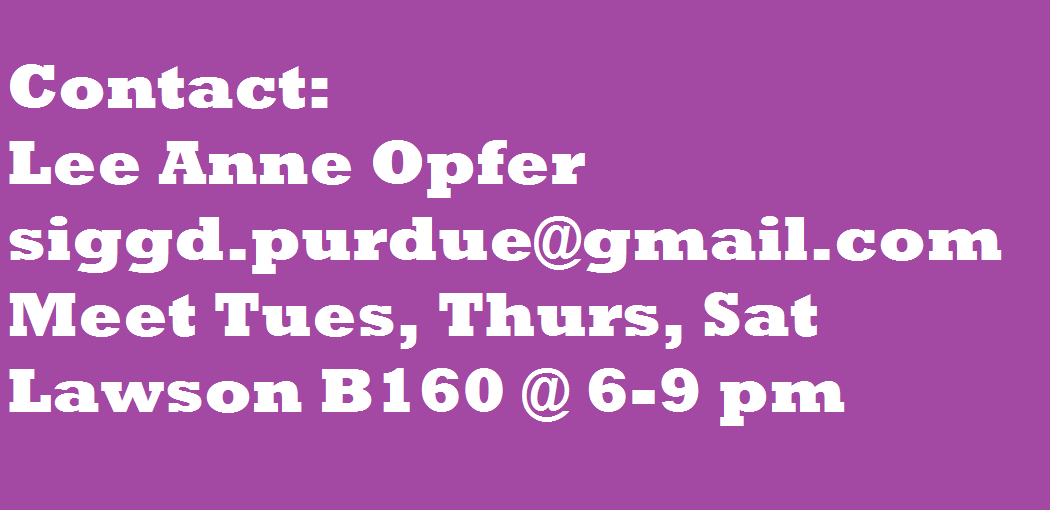 Contact:
Lee Anne Opfer
siggd.purdue@gmail.com
Meet Tues, Thurs, Sat
Lawson B160 @ 6-9 pm